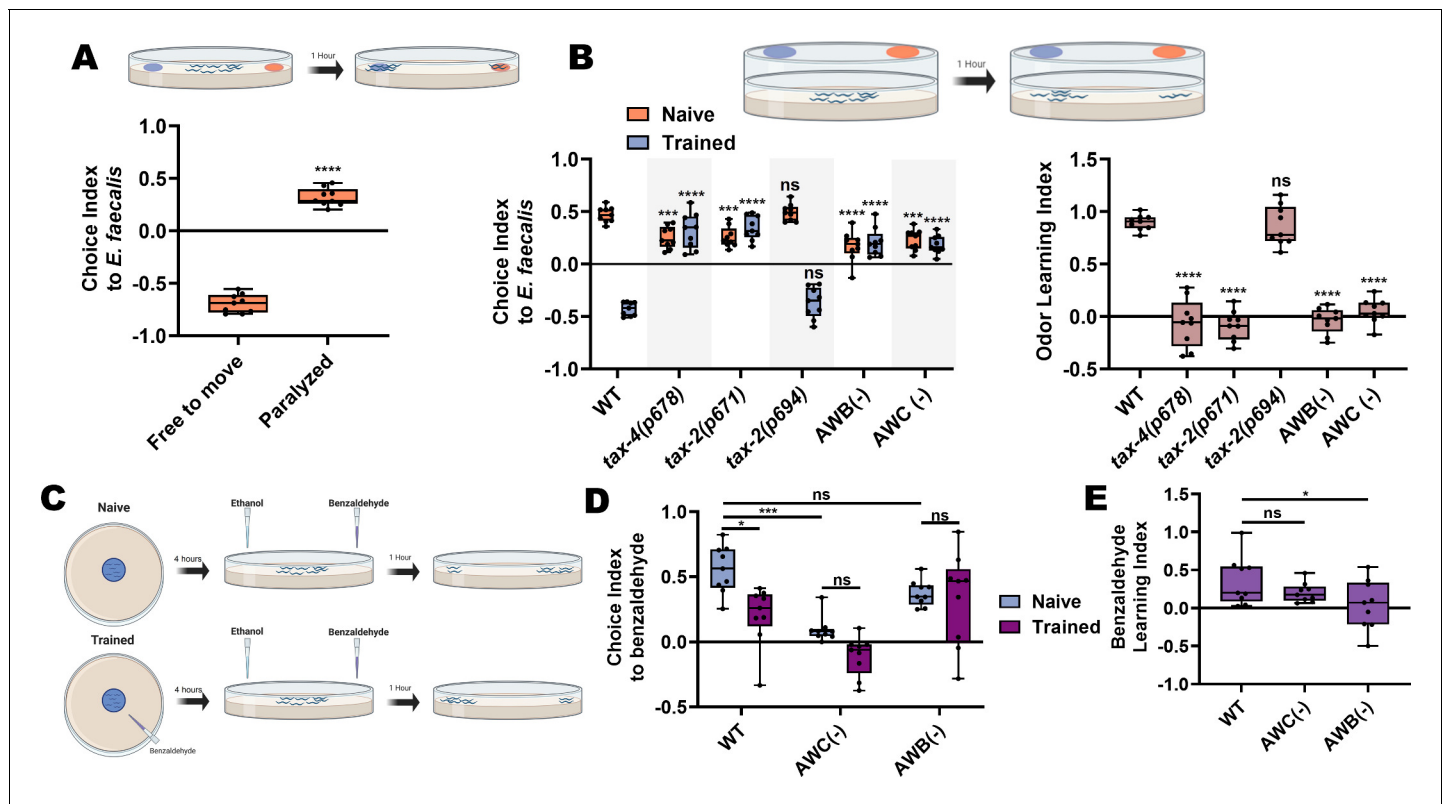 A
1 Hour
Choice Index
to E. faecalis
1.0
0.5
0.0
-0.5
-1.0
****
Free to move
Paralyzed
B
1 Hour
Naive
Trained
Choice Index
to E. faecalis
1.0
0.5
0.0
-0.5
-1.0
*** **** *** **** ns ns **** **** *** ****
WT
tax-4(p678)
tax-2(p671)
tax-2(p694)
AWB(-)
AWC (-)
Odor Learning Index
1.5
1.0
0.5
0.0
-0.5
**** **** ns **** ****
WT
tax-4(p678)
tax-2(p671)
tax-2(p694)
AWB(-)
AWC (-)
C
Naive
4 hours
Ethanol
Benzaldehyde
1 Hour
Trained
Benzaldehyde
4 hours
Ethanol
Benzaldehyde
1 Hour
D
Choice Index
to benzaldehyde
1.0
0.5
0.0
-0.5
ns
***
*
ns
ns
WT
AWC(-)
AWB(-)
Naive
Trained
E
Benzaldehyde
Learning Index
1.5
1.0
0.5
0.0
-0.5
-1.0
*
ns
WT
AWC(-)
AWB(-)